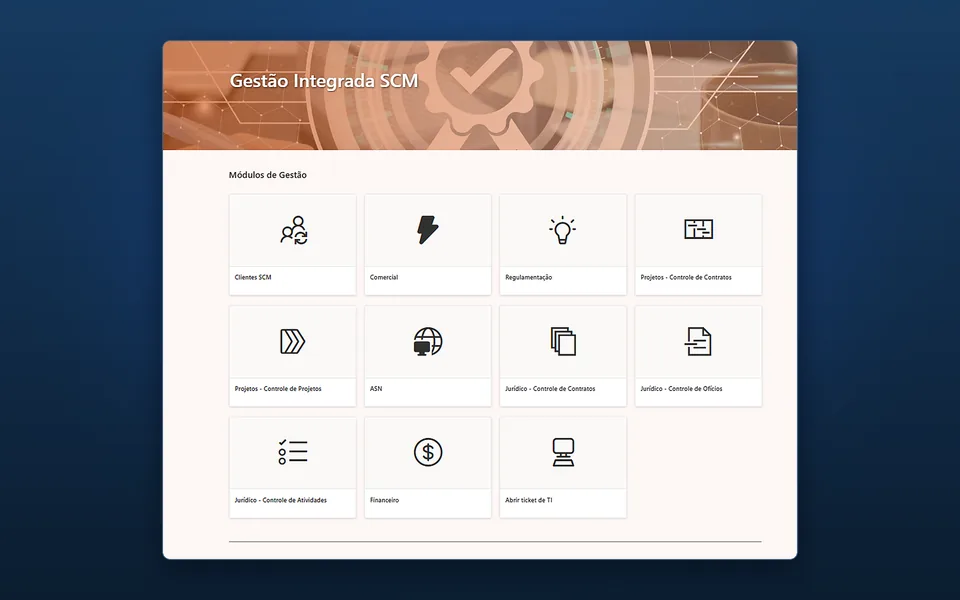 Gestão Integrada SCM
Módulos de Gestão
Clientes SCM
Comercial
Regulamentação
Projetos - Controle de Contratos
Projetos - Controle de Projetos
ASN
Jurídico - Controle de Contratos
Jurídico - Controle de Ofícios
Jurídico - Controle de Atividades
Financeiro
Abrir ticket de TI